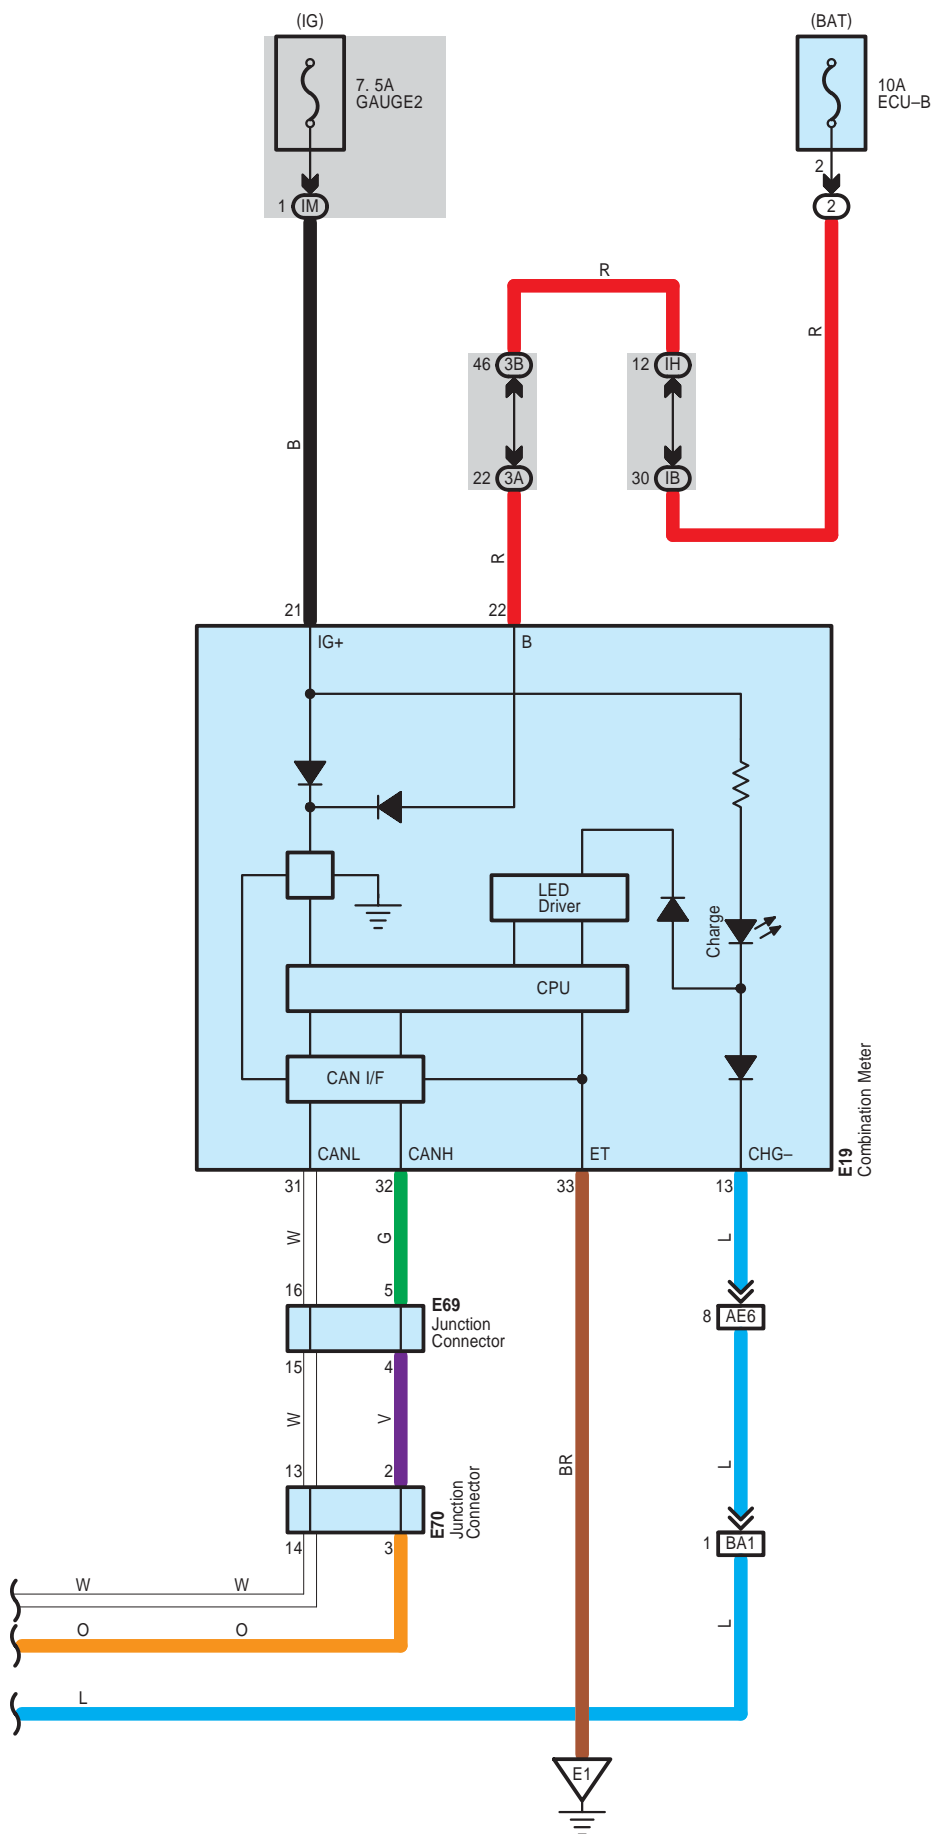 (IG)
(BAT)
7. 5A
GAUGE2
10A
ECU–B
2
1 IM
2
R
R
46 3B
12 IH
B
22 3A
30 IB
R
21
22
IG+
B
LED
Driver
Charge
CPU
CAN I/F
E19
Combination Meter
CANL
CANH
ET
CHG–
31
32
33
13
W
G
L
16
5
E69
Junction
Connector
8 AE6
15
4
W
V
BR
L
13
2
E70
Junction
Connector
14
3
1 BA1
W
W
O
O
L
L
E1